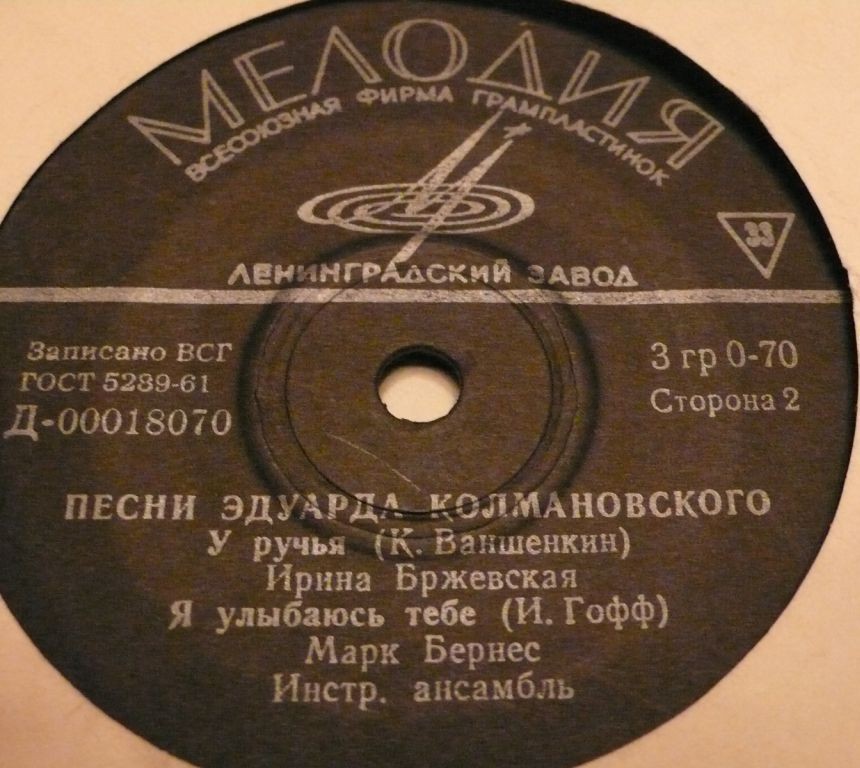 МЕЛОДИЯ
ВСЕСОЮЗНАЯ ФИРМА ГРАМПЛАСТИНОК
33
ЛЕНИНГРАДСКИЙ ЗАВОД
Записано ВСГ
ГОСТ 5289-61
Д-00018070
3 гр 0-70
Сторона 2
ПЕСНИ ЭДУАРДА КОЛМАНОВСКОГО
У ручья (К. Ваншенкин)
Ирина Бржевская
Я улыбаюсь тебе (И. Гофф)
Марк Бернес
Инстр. ансамбль